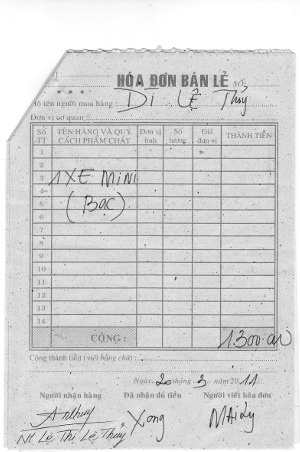 HÓA ĐƠN BÁN LẺ Số:
* * *
Họ tên người mua hàng : Dì Lệ Thủy
Đơn vị cơ quan :
Số TT TÊN HÀNG VÀ QUY CÁCH PHẨM CHẤT Đơn vị tính Số lượng Giá đơn vị THÀNH TIỀN
1
2
3 1 XE MiNi
4
5 (BẠC)
6
7
8
9
10
11
12
13
14
CỘNG : 1.300.000
Cộng thành tiền (viết bằng chữ) :
Ngày 20 tháng 3 năm 2011
Người nhận hàng Đã nhận đủ tiền Người viết hóa đơn
Xong
Nt Lê Thị Lệ Thủy